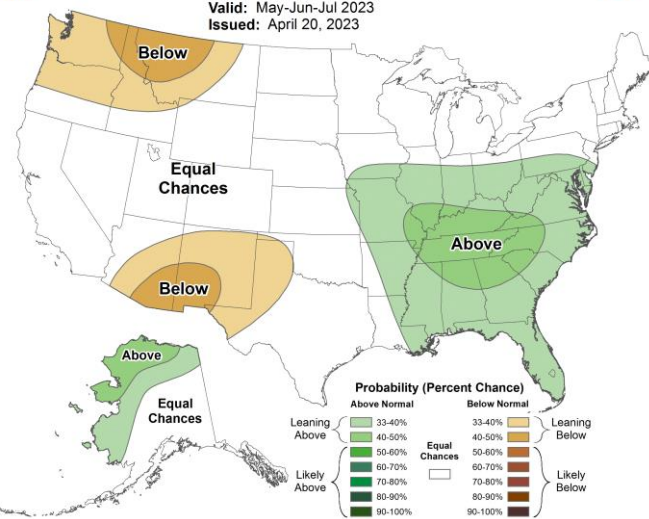 Valid: May-Jun-Jul 2023
Issued: April 20, 2023
Below
Equal
Chances
Above
Below
Above
Equal
Chances
Probability (Percent Chance)
Above Normal
Below Normal
Leaning
Above
33-40%
40-50%
Likely
Above
50-60%
60-70%
70-80%
80-90%
90-100%
Equal
Chances
33-40%
40-50%
Leaning
Below
50-60%
60-70%
70-80%
80-90%
90-100%
Likely
Below